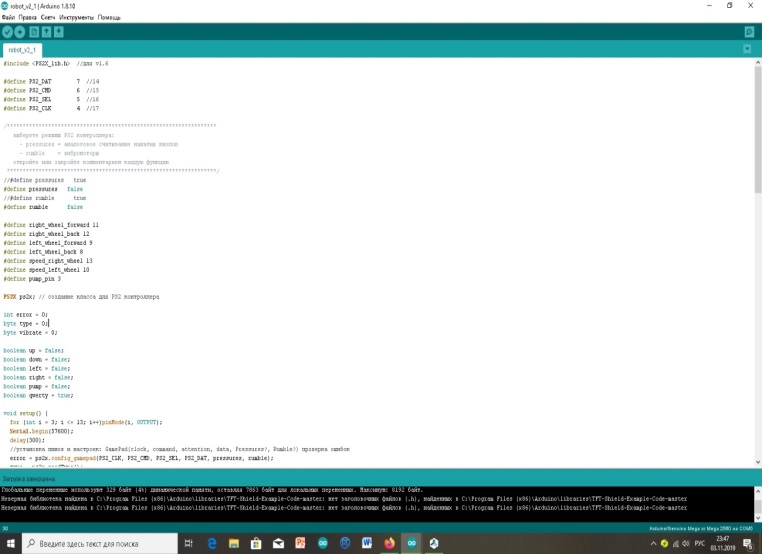 robot_v2_1 | Arduino 1.8.10
Файл Правка Скетч Инструменты Помощь
robot_v2_1
#include <PS2X_lib.h> //для v1.6
#define PS2_DAT 7 //14
#define PS2_CMD 6 //15
#define PS2_SEL 5 //16
#define PS2_CLK 4 //17
/******************************************************************
выберете режимы PS2 контроллера:
- pressures = аналоговое считывание нажатия кнопок
- rumble = вибромоторы
откройте или закройте комментарием каждую функцию
******************************************************************/
//#define pressures true
#define pressures false
//#define rumble true
#define rumble false
#define right_wheel_forward 11
#define right_wheel_back 12
#define left_wheel_forward 9
#define left_wheel_back 8
#define speed_right_wheel 13
#define speed_left_wheel 10
#define pump_pin 3
PS2X ps2x; // создание класса для PS2 контроллера
int error = 0;
byte type = 0;
byte vibrate = 0;
boolean up = false;
boolean down = false;
boolean left = false;
boolean right = false;
boolean pump = false;
boolean qwerty = true;
void setup() {
for (int i = 3; i <= 13; i++)pinMode(i, OUTPUT);
Serial.begin(57600);
delay(300);
//установка пинов и настроек: GamePad(clock, command, attention, data, Pressures?, Rumble?) проверка ошибок
error = ps2x.config_gamepad(PS2_CLK, PS2_CMD, PS2_SEL, PS2_DAT, pressures, rumble);
Загрузка завершена.
Глобальные переменные используют 329 байт (4%) динамической памяти, оставляя 7863 байт для локальных переменных. Максимум: 8192 байт.
Неверная библиотека найдена в C:\Program Files (x86)\Arduino\libraries\TFT-Shield-Example-Code-master: нет заголовочных файлов (.h), найденных в C:\Program Files (x86)\Arduino\libraries\TFT-Shield-Example-Code-master
Неверная библиотека найдена в C:\Program Files (x86)\Arduino\libraries\TFT-Shield-Example-Code-master: нет заголовочных файлов (.h), найденных в C:\Program Files (x86)\Arduino\libraries\TFT-Shield-Example-Code-master
30
Arduino/Genuino Mega or Mega 2560 на COM5
Введите здесь текст для поиска
РУС
23:47
03.11.2019